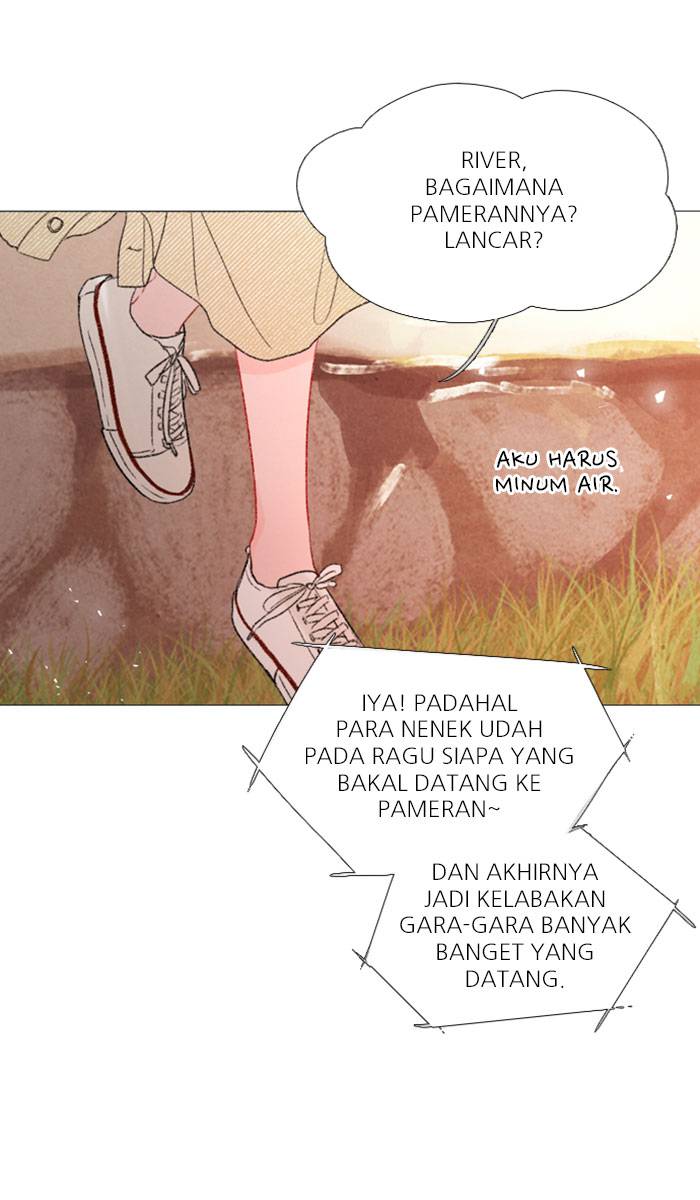 RIVER,
BAGAIMANA
PAMERANNYA?
LANCAR?
AKU HARUS
MINUM AIR.
IYA! PADAHAL
PARA NENEK UDAH
PADA RAGU SIAPA YANG
BAKAL DATANG KE
PAMERAN~
DAN AKHIRNYA
JADI KELABAKAN
GARA-GARA BANYAK
BANGET YANG
DATANG.